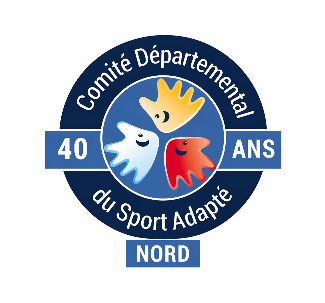 Comité Départemental
40 ANS
du Sport Adapté
NORD